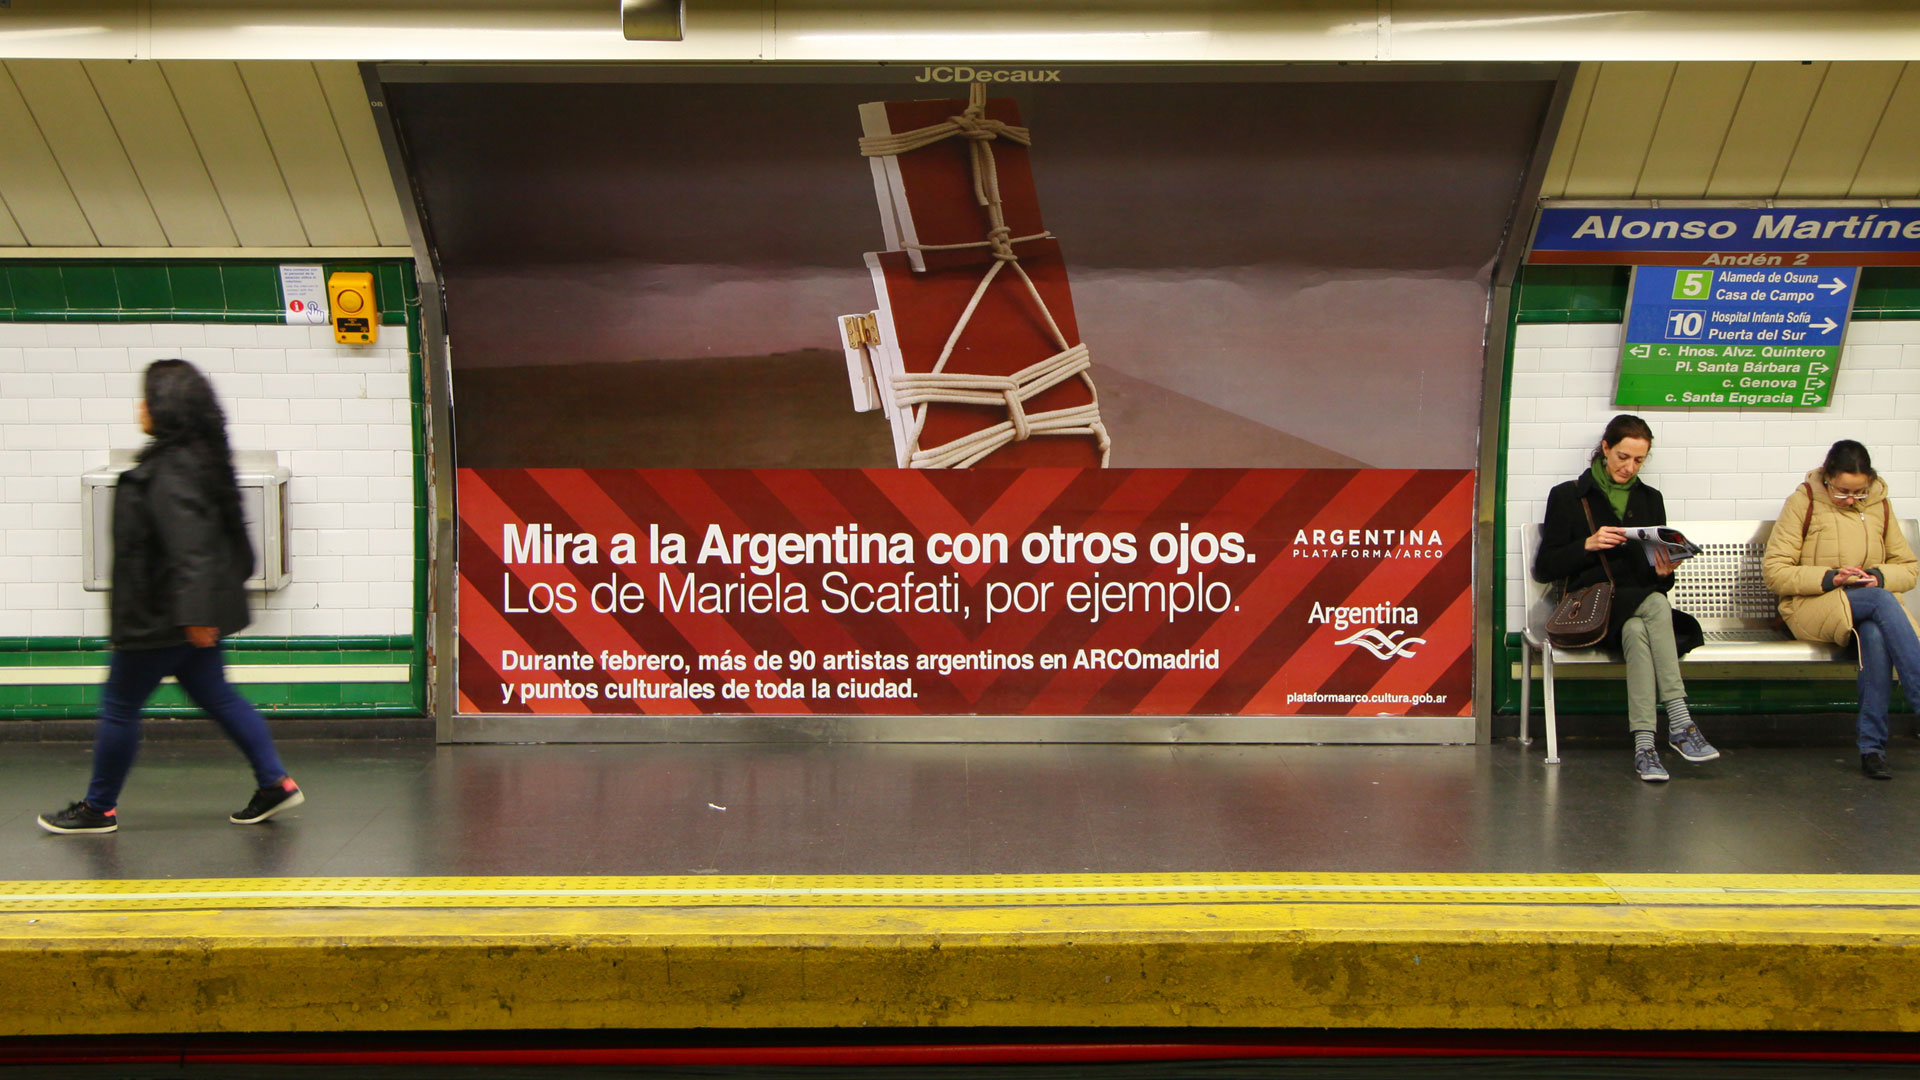 JCDecaux
Mira a la Argentina con otros ojos.
Los de Mariela Scafati, por ejemplo.
Durante febrero, más de 90 artistas argentinos en ARCOmadrid
y puntos culturales de toda la ciudad.
ARGENTINA
PLATAFORMA/ARCO
Argentina
plataformaarco.cultura.gob.ar
Alonso Martíne
Andén 2
5
Alameda de Osuna
Casa de Campo
10
Hospital Infanta Sofía
Puerta del Sur
c. Hnos. Alvz. Quintero
Pl. Santa Bárbara
c. Genova
c. Santa Engracia